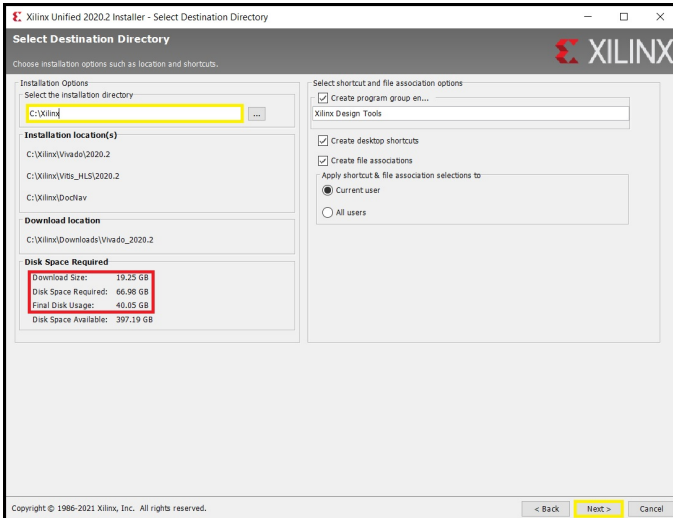 Xilinx Unified 2020.2 Installer - Select Destination Directory
Select Destination Directory
XILINX
Choose installation options such as location and shortcuts.
Installation Options
Select the installation directory
C:\Xilinx
...
Installation location(s)
C:\Xilinx\Vivado\2020.2
C:\Xilinx\Vitis_HLS\2020.2
C:\Xilinx\DocNav
Download location
C:\Xilinx\Downloads\Vivado_2020.2
Disk Space Required
Download Size: 19.25 GB
Disk Space Required: 66.98 GB
Final Disk Usage: 40.05 GB
Disk Space Available: 397.19 GB
Select shortcut and file association options
Create program group en...
Xilinx Design Tools
Create desktop shortcuts
Create file associations
Apply shortcut & file association selections to
Current user
All users
Copyright © 1986-2021 Xilinx, Inc. All rights reserved.
< Back Next > Cancel